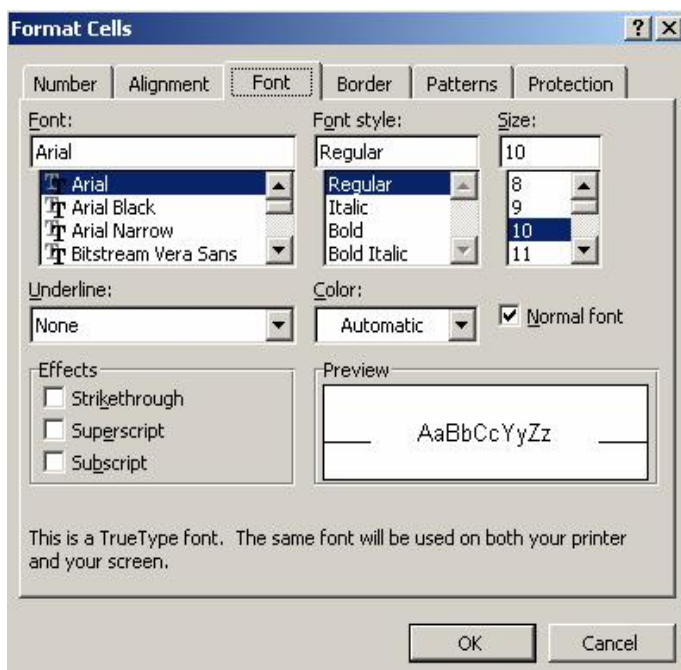 Format Cells
Number Alignment Font Border Patterns Protection
Font: Font style: Size:
Arial Regular 10
Arial Regular 8
Arial Black Italic 9
Arial Narrow Bold 10
Bitstream Vera Sans Bold Italic 11
Underline: Color:
None Automatic Normal font
Effects Preview
Strikethrough
Superscript AaBbCcYyZz
Subscript
This is a TrueType font. The same font will be used on both your printer
and your screen.
OK Cancel